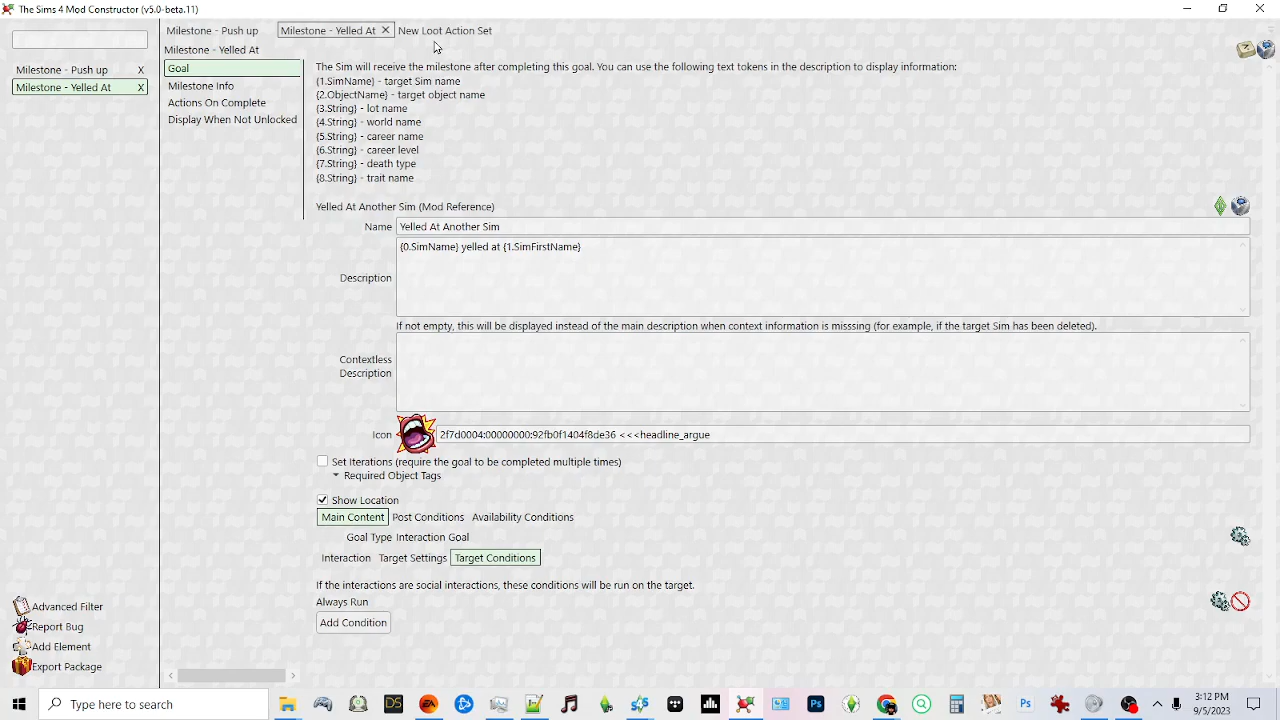 The Sims 4 Mod Constructor (v5.0-beta.11)
Milestone - Push up
Milestone - Yelled At
New Loot Action Set
Milestone - Yelled At
Milestone - Push up X
Milestone - Yelled At X
Goal
Milestone Info
Actions On Complete
Display When Not Unlocked
The Sim will receive the milestone after completing this goal. You can use the following text tokens in the description to display information:
{1.SimName} - target Sim name
{2.ObjectName} - target object name
{3.String} - lot name
{4.String} - world name
{5.String} - career name
{6.String} - career level
{7.String} - death type
{8.String} - trait name
Yelled At Another Sim (Mod Reference)
Name Yelled At Another Sim
{0.SimName} yelled at {1.SimFirstName}
Description
If not empty, this will be displayed instead of the main description when context information is misssing (for example, if the target Sim has been deleted).
Contextless
Description
Icon 2f7d0004:00000000:92fb0f1404f8de36 <<<headline_argue
Set Iterations (require the goal to be completed multiple times)
Required Object Tags
Show Location
Main Content Post Conditions Availability Conditions
Goal Type Interaction Goal
Interaction Target Settings Target Conditions
If the interactions are social interactions, these conditions will be run on the target.
Always Run
Add Condition
Advanced Filter
Report Bug
Add Element
Export Package
Type here to search
3:12 PM
9/5/2023